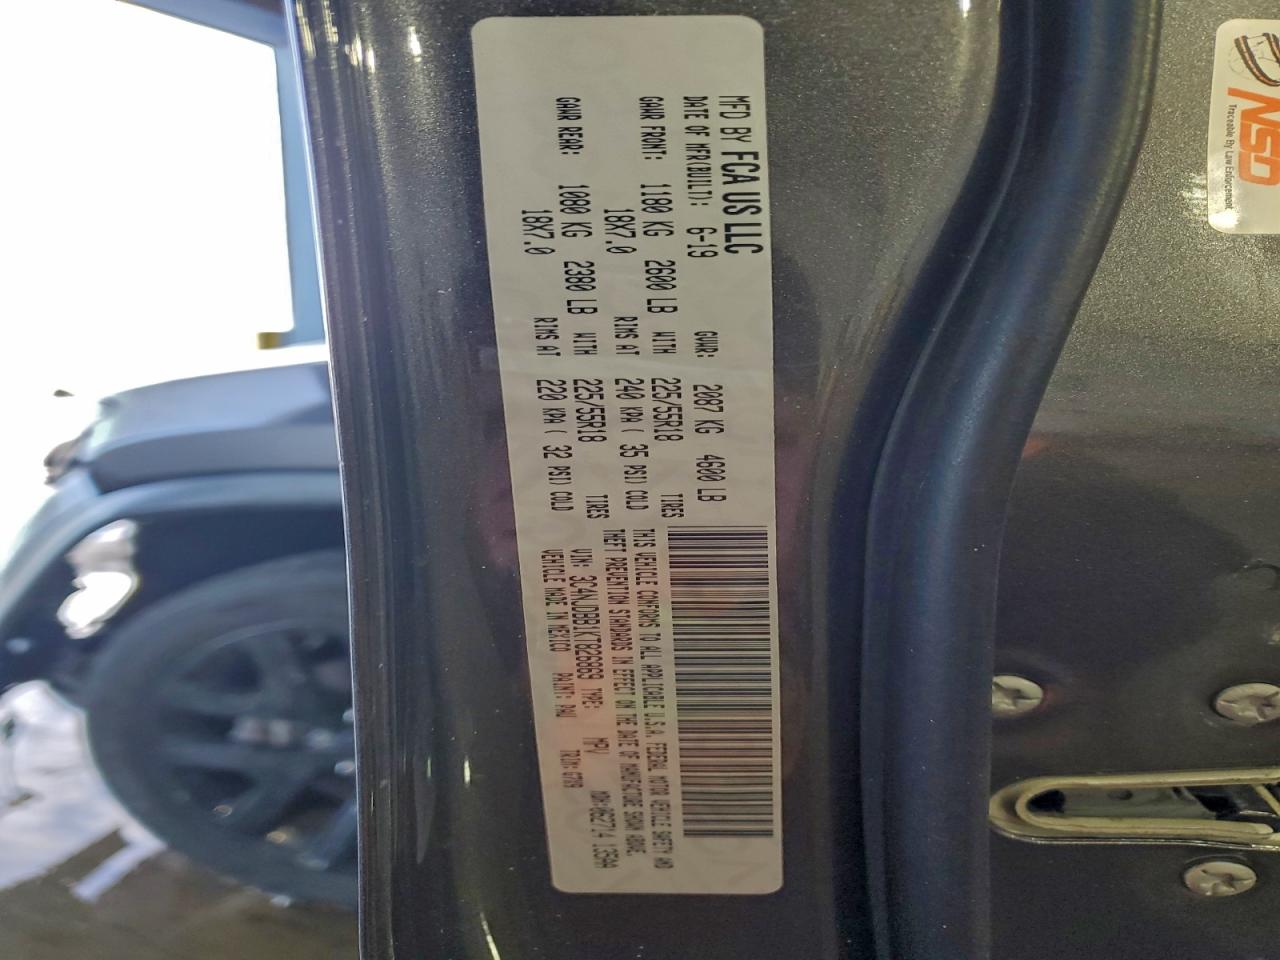 MFD BY FCA US LLC
DATE OF MFR(BUILT): 6-19 GVWR: 2087 KG 4600 LB
GAWR FRONT: 1180 KG 2600 LB WITH 225/55R18 TIRES
18X7.0 RIMS AT 240 KPA ( 35 PSI) COLD
GAWR REAR: 1080 KG 2380 LB WITH 225/55R18 TIRES
18X7.0 RIMS AT 220 KPA ( 32 PSI) COLD
THIS VEHICLE CONFORMS TO ALL APPLICABLE U.S.A. FEDERAL MOTOR VEHICLE SAFETY AND
THEFT PREVENTION STANDARDS IN EFFECT ON THE DATE OF MANUFACTURE SHOWN ABOVE.
VIN: 3C4NJDBB1KT826669 TYPE: MPV
VEHICLE MADE IN MEXICO PAINT: PAU TRIM:
NSD
Traceable By Law Enforcement